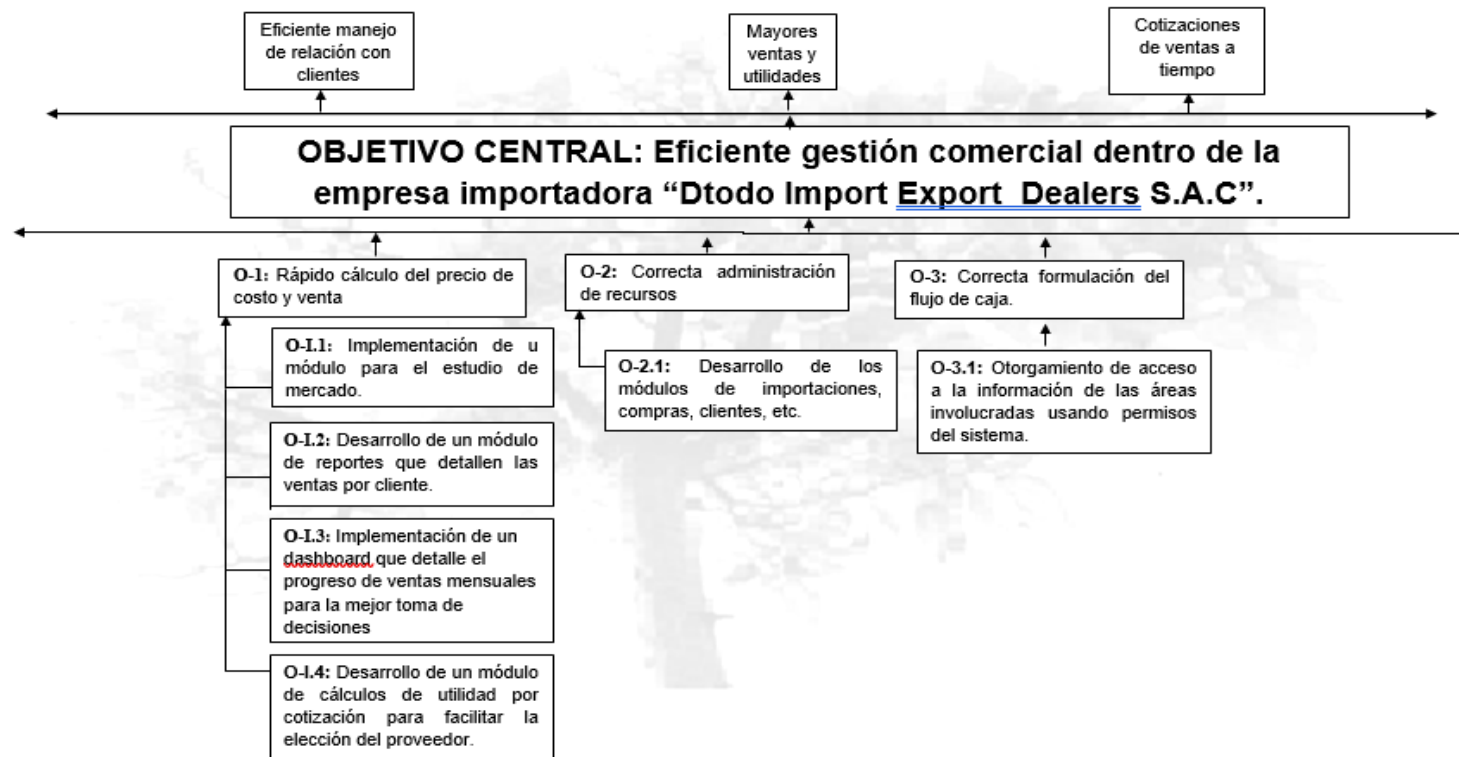 Eficiente manejo
de relación con
clientes
Mayores
ventas y
utilidades
Cotizaciones
de ventas a
tiempo
OBJETIVO CENTRAL: Eficiente gestión comercial dentro de la
empresa importadora “Dtodo Import Export Dealers S.A.C”.
O-1: Rápido cálculo del precio de
costo y venta
O-I.1: Implementación de u
módulo para el estudio de
mercado.
O-I.2: Desarrollo de un módulo
de reportes que detallen las
ventas por cliente.
O-I.3: Implementación de un
dashboard que detalle el
progreso de ventas mensuales
para la mejor toma de
decisiones
O-I.4: Desarrollo de un módulo
de cálculos de utilidad por
cotización para facilitar la
elección del proveedor.
O-2: Correcta administración
de recursos
O-2.1: Desarrollo de los
módulos de importaciones,
compras, clientes, etc.
O-3: Correcta formulación del
flujo de caja.
O-3.1: Otorgamiento de acceso
a la información de las áreas
involucradas usando permisos
del sistema.